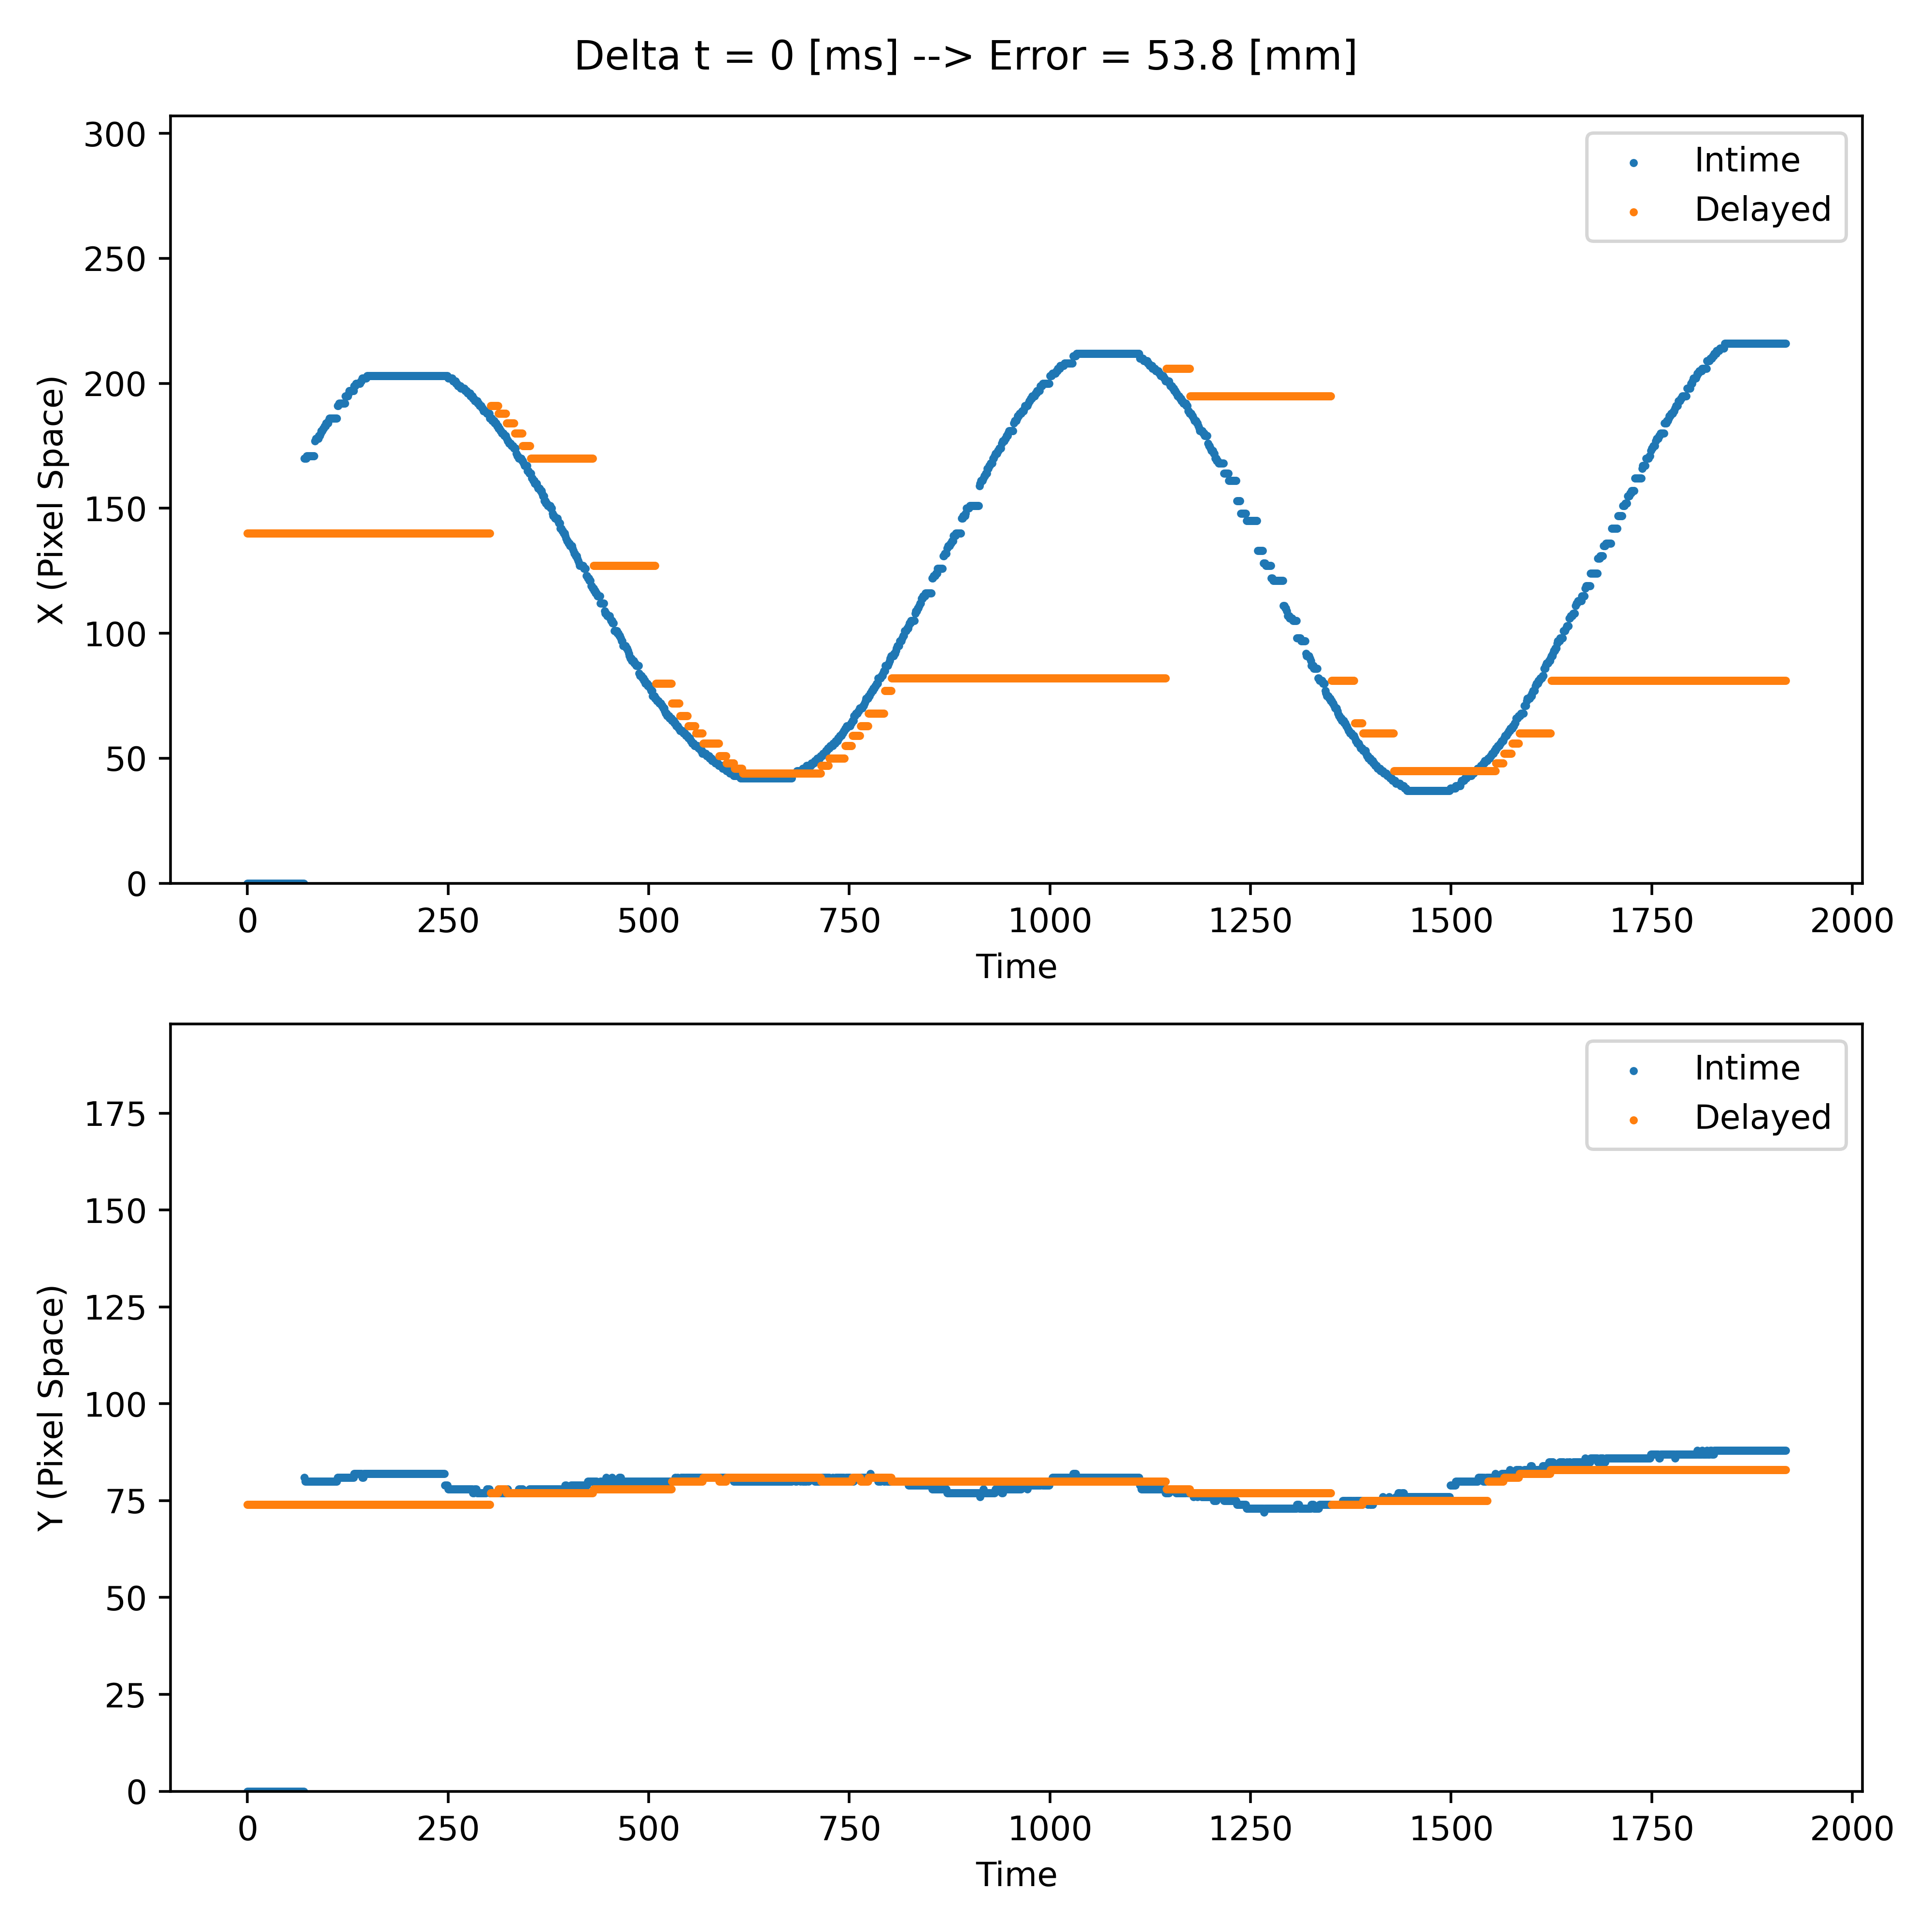 Delta t = 0 [ms] --> Error = 53.8 [mm]
300
250
200
150
100
50
0
X (Pixel Space)
Intime
Delayed
0 250 500 750 1000 1250 1500 1750 2000
Time
175
150
125
100
75
50
25
0
Y (Pixel Space)
Intime
Delayed
0 250 500 750 1000 1250 1500 1750 2000
Time